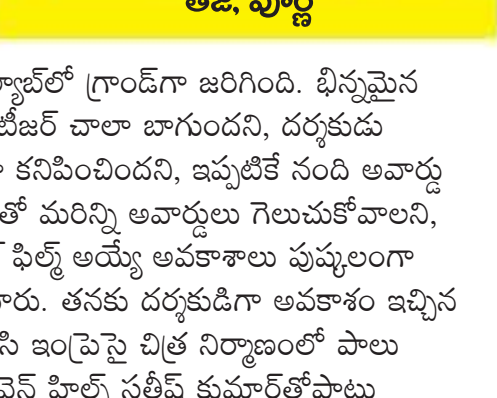 తేజ, పూర్ణ
ల్యాబ్‌లో గ్రాండ్‌గా జరిగింది. భిన్నమైన
టీజర్ చాలా బాగుందని, దర్శకుడు
కనిపించిందని, ఇప్పటికే నంది అవార్డు
తో మరిన్ని అవార్డులు గెలుచుకోవాలని,
ఫిల్మ్ అయ్యే అవకాశాలు పుష్కలంగా
రు. తనకు దర్శకుడిగా అవకాశం ఇచ్చిన
సి ఇంప్రెసై చిత్ర నిర్మాణంలో పాలు
వెన్ హిల్స్ సతీష్ కుమార్‌తోపాటు